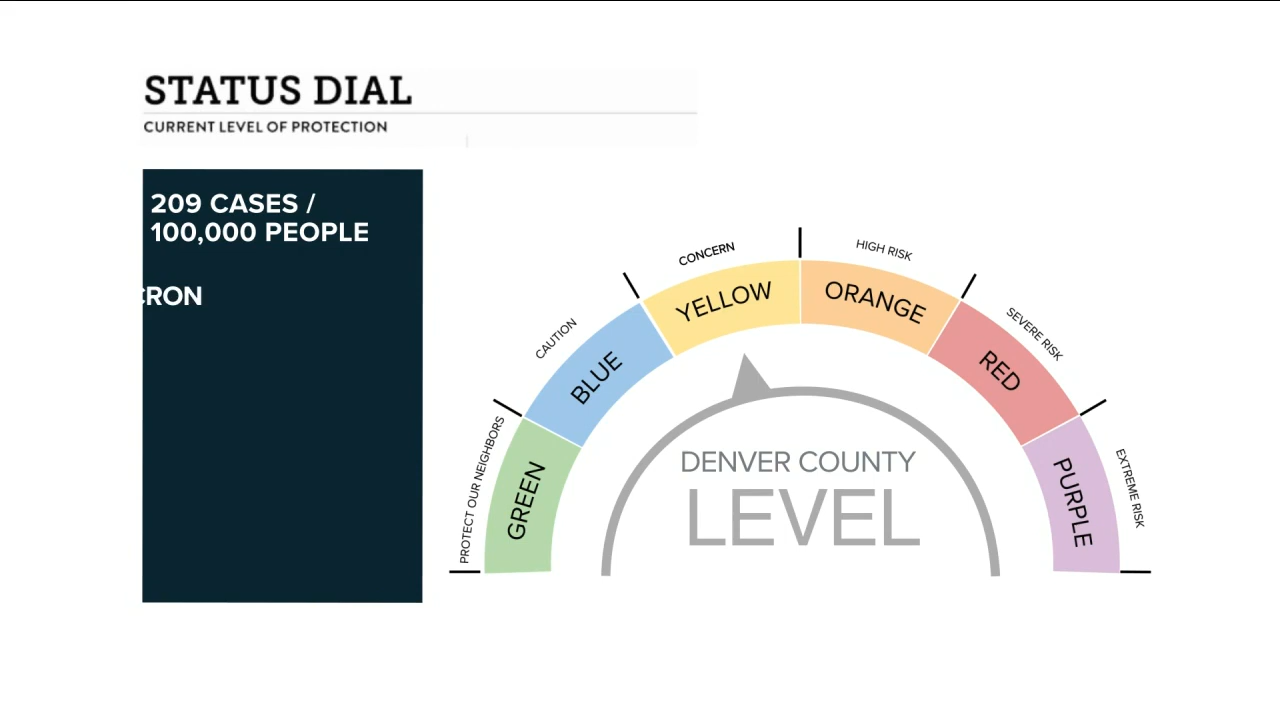 STATUS DIAL
CURRENT LEVEL OF PROTECTION
209 CASES /
100,000 PEOPLE
CRON
PROTECT OUR NEIGHBORS
GREEN
CAUTION
BLUE
CONCERN
YELLOW
HIGH RISK
ORANGE
SEVERE RISK
RED
EXTREME RISK
PURPLE
DENVER COUNTY
LEVEL